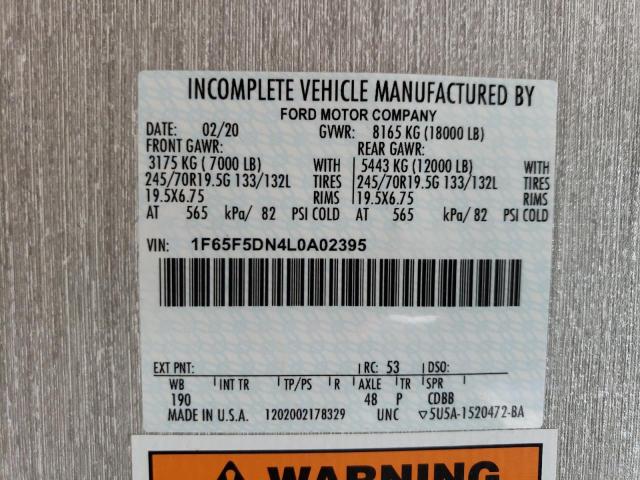 INCOMPLETE VEHICLE MANUFACTURED BY
FORD MOTOR COMPANY
DATE: 02/20 GVWR: 8165 KG (18000 LB)
FRONT GAWR: REAR GAWR:
3175 KG ( 7000 LB) WITH 5443 KG (12000 LB) WITH
245/70R19.5G 133/132L TIRES 245/70R19.5G 133/132L TIRES
19.5X6.75 RIMS 19.5X6.75 RIMS
AT 565 kPa/ 82 PSI COLD AT 565 kPa/ 82 PSI COLD
VIN: 1F65F5DN4L0A02395
EXT PNT: RC: 53 DSO:
WB INT TR TP/PS R AXLE TR SPR
190 48 P CDBB
MADE IN U.S.A. 1202002178329 UNC ▽5U5A-1520472-BA
WARNING